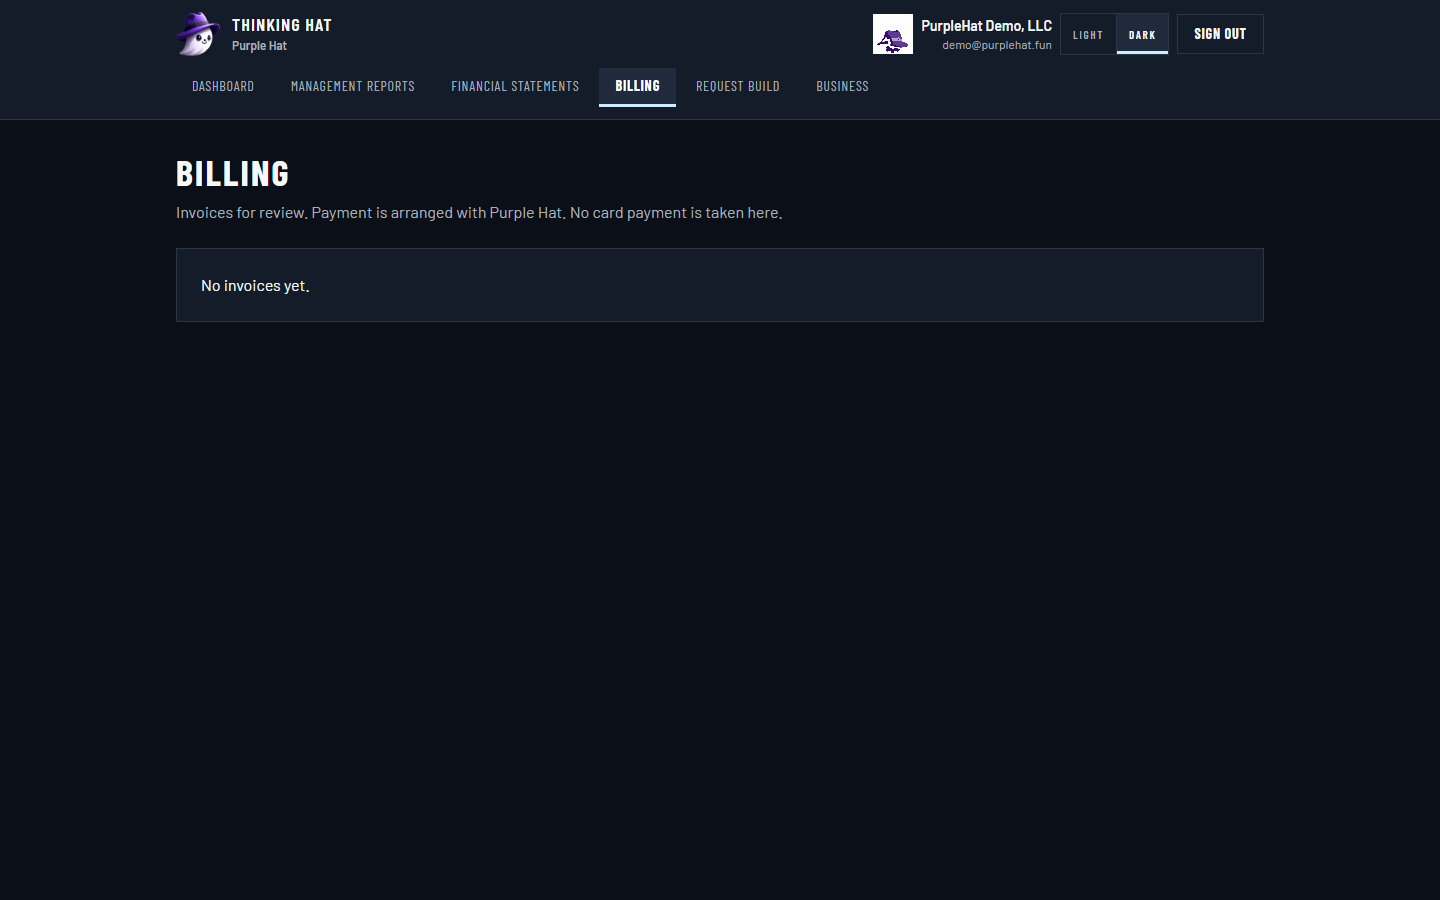 THINKING HAT
Purple Hat
PurpleHat Demo, LLC
demo@purplehat.fun
LIGHT
DARK
SIGN OUT
DASHBOARD
MANAGEMENT REPORTS
FINANCIAL STATEMENTS
BILLING
REQUEST BUILD
BUSINESS
BILLING
Invoices for review. Payment is arranged with Purple Hat. No card payment is taken here.
No invoices yet.